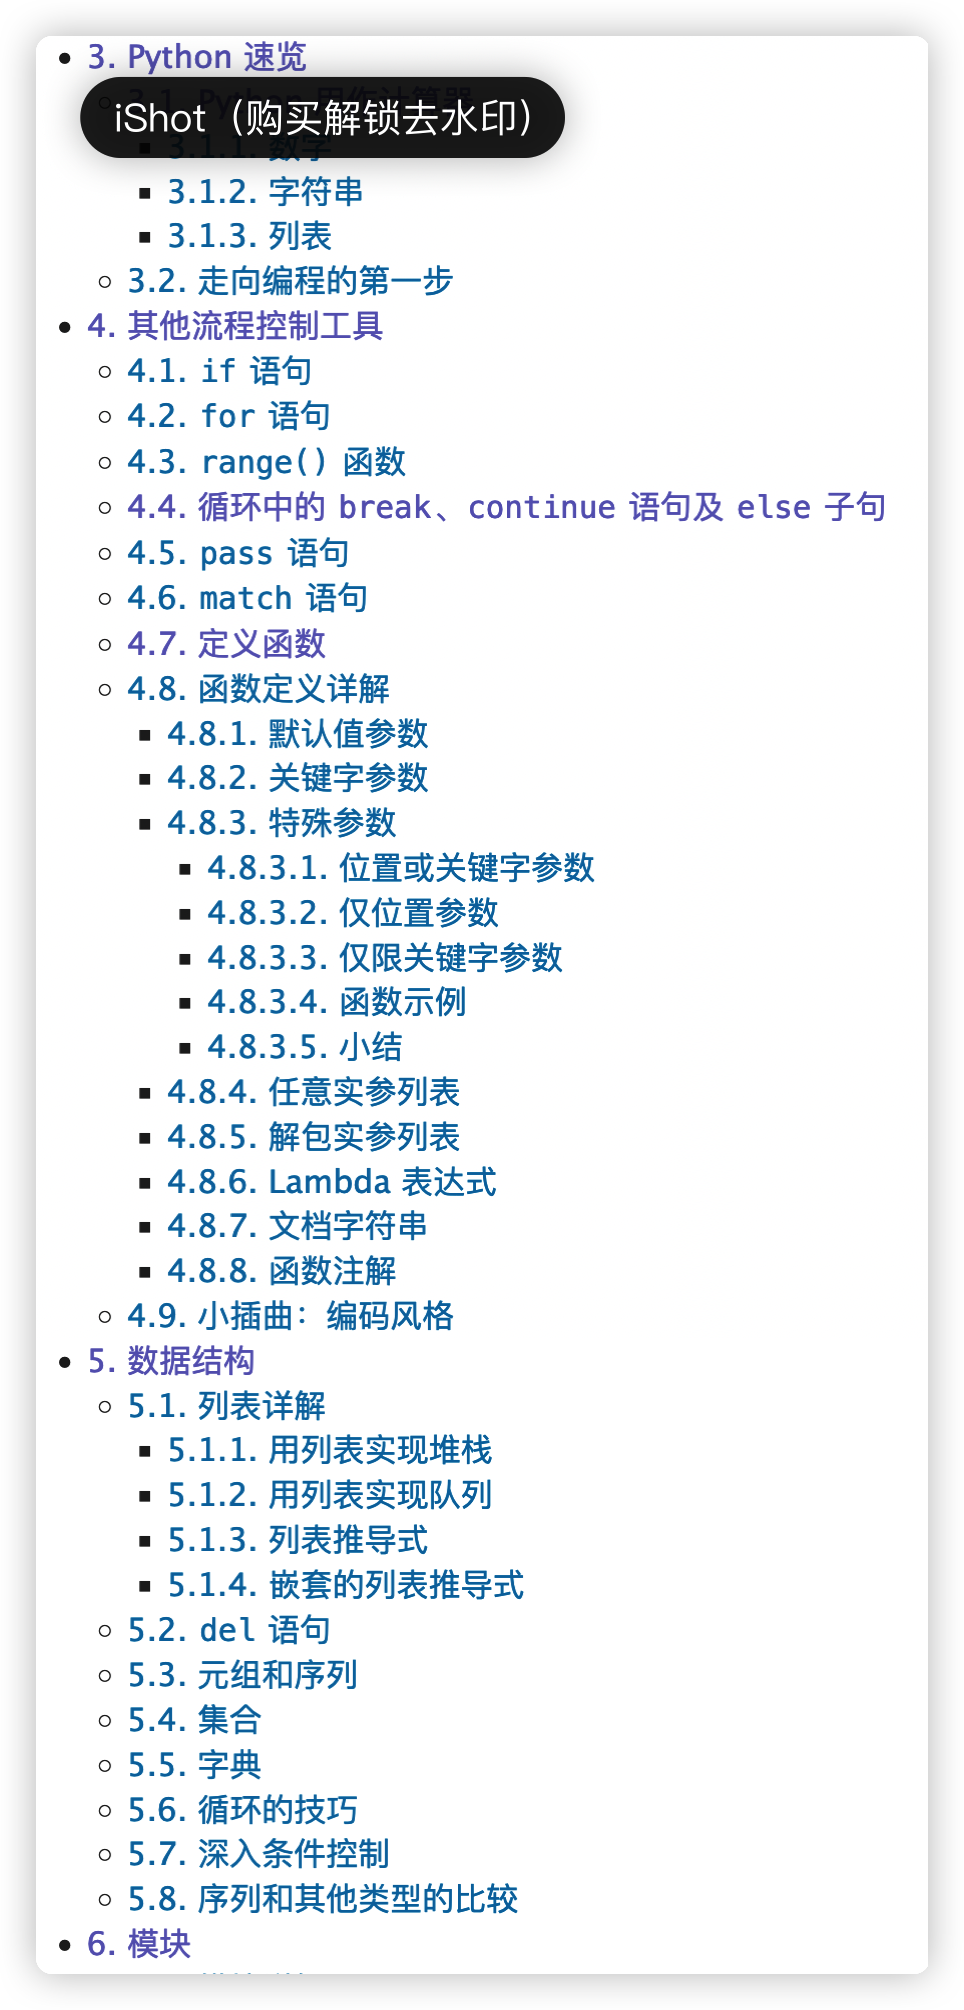 3. Python 速览
3.1. Python 用作计算器
iShot（购买解锁去水印）
3.1.1. 数字
3.1.2. 字符串
3.1.3. 列表
3.2. 走向编程的第一步
4. 其他流程控制工具
4.1. if 语句
4.2. for 语句
4.3. range() 函数
4.4. 循环中的 break、continue 语句及 else 子句
4.5. pass 语句
4.6. match 语句
4.7. 定义函数
4.8. 函数定义详解
4.8.1. 默认值参数
4.8.2. 关键字参数
4.8.3. 特殊参数
4.8.3.1. 位置或关键字参数
4.8.3.2. 仅位置参数
4.8.3.3. 仅限关键字参数
4.8.3.4. 函数示例
4.8.3.5. 小结
4.8.4. 任意实参列表
4.8.5. 解包实参列表
4.8.6. Lambda 表达式
4.8.7. 文档字符串
4.8.8. 函数注解
4.9. 小插曲：编码风格
5. 数据结构
5.1. 列表详解
5.1.1. 用列表实现堆栈
5.1.2. 用列表实现队列
5.1.3. 列表推导式
5.1.4. 嵌套的列表推导式
5.2. del 语句
5.3. 元组和序列
5.4. 集合
5.5. 字典
5.6. 循环的技巧
5.7. 深入条件控制
5.8. 序列和其他类型的比较
6. 模块